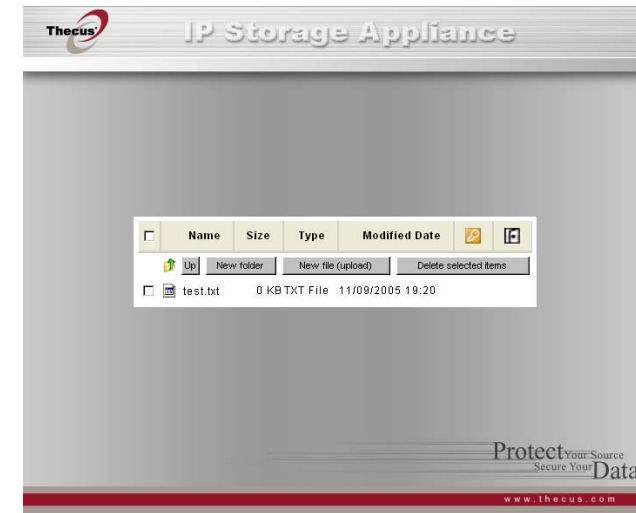 Thecus
IP Storage Appliance
Name Size Type Modified Date
Up New folder New file (upload) Delete selected items
test.txt 0 KB TXT File 11/09/2005 19:20
Protect Your Source
Secure Your Data
www.thecus.com